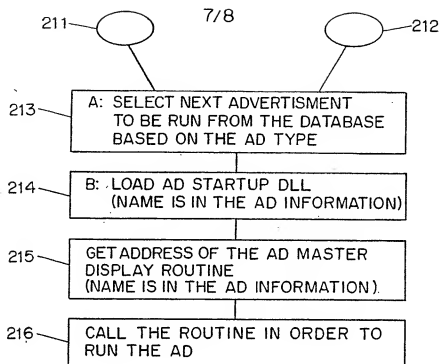 7/8
211
212
213
A: SELECT NEXT ADVERTISMENT
TO BE RUN FROM THE DATABASE
BASED ON THE AD TYPE
214
B: LOAD AD STARTUP DLL
(NAME IS IN THE AD INFORMATION)
215
GET ADDRESS OF THE AD MASTER
DISPLAY ROUTINE
(NAME IS IN THE AD INFORMATION).
216
CALL THE ROUTINE IN ORDER TO
RUN THE AD